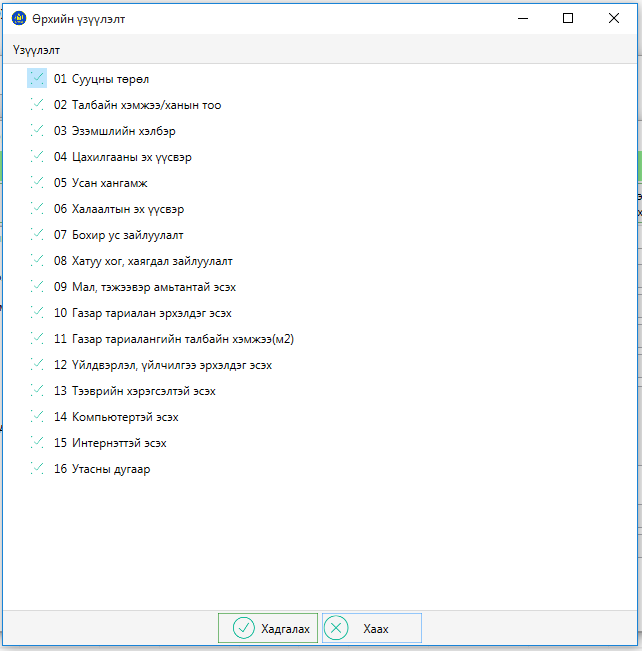 Өрхийн үзүүлэлт
Үзүүлэлт
01 Сууцны төрөл
02 Талбайн хэмжээ/ханын тоо
03 Эзэмшлийн хэлбэр
04 Цахилгааны эх үүсвэр
05 Усан хангамж
06 Халаалтын эх үүсвэр
07 Бохир ус зайлуулалт
08 Хатуу хог, хаягдал зайлуулалт
09 Мал, тэжээвэр амьтантай эсэх
10 Газар тариалан эрхэлдэг эсэх
11 Газар тариалангийн талбайн хэмжээ(м2)
12 Үйлдвэрлэл, үйлчилгээ эрхэлдэг эсэх
13 Тээврийн хэрэгсэлтэй эсэх
14 Компьютертэй эсэх
15 Интернэттэй эсэх
16 Утасны дугаар
Хадгалах Хаах